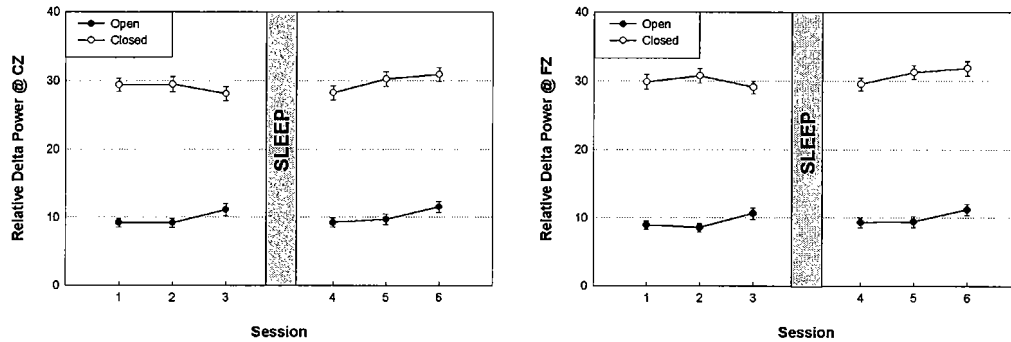 Open
Closed
40
30
20
10
0
Relative Delta Power @ CZ
SLEEP
1 2 3 4 5 6
Session
Open
Closed
40
30
20
10
0
Relative Delta Power @ FZ
SLEEP
1 2 3 4 5 6
Session